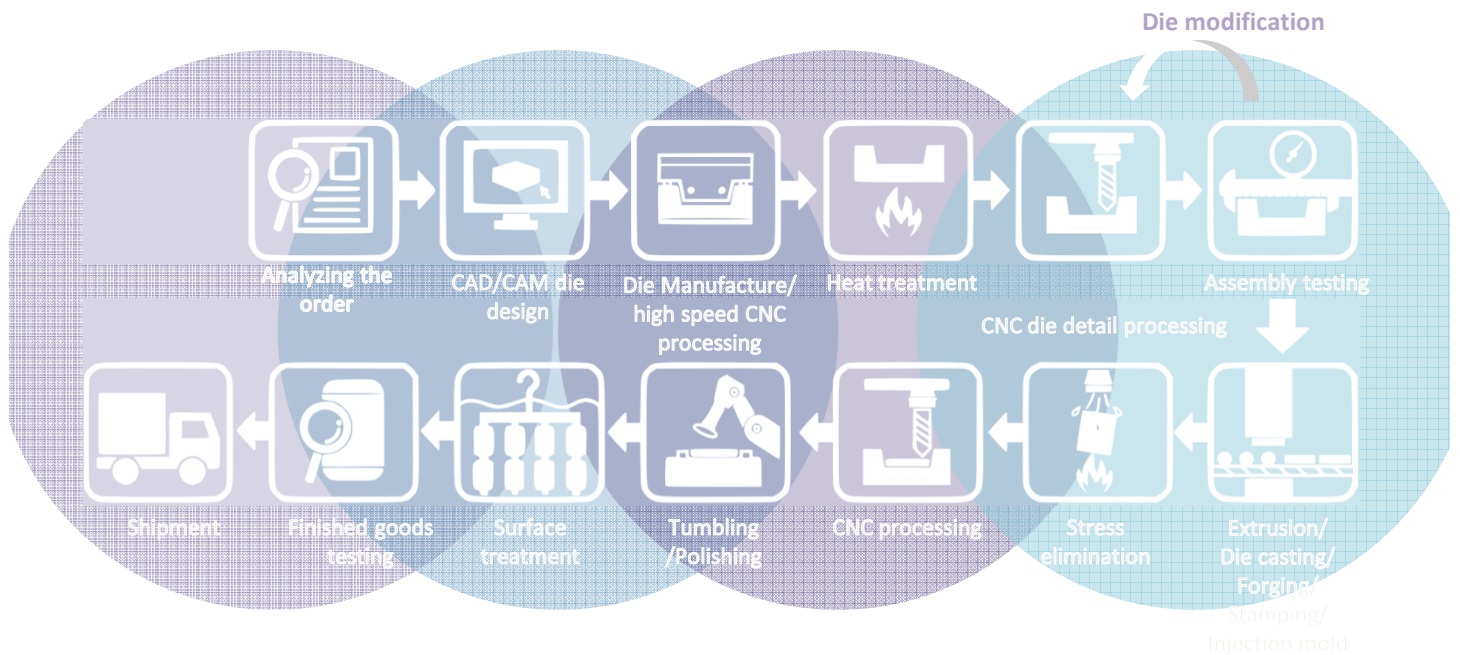 Die modification
Analyzing the
order
CAD/CAM die
design
Die Manufacture/
high speed CNC
processing
Heat treatment
CNC die detail processing
Assembly testing
Shipment
Finished goods
testing
Surface
treatment
Tumbling
/Polishing
CNC processing
Stress
elimination
Extrusion/
Die casting/
Forging/
Stamping/
Injection mold